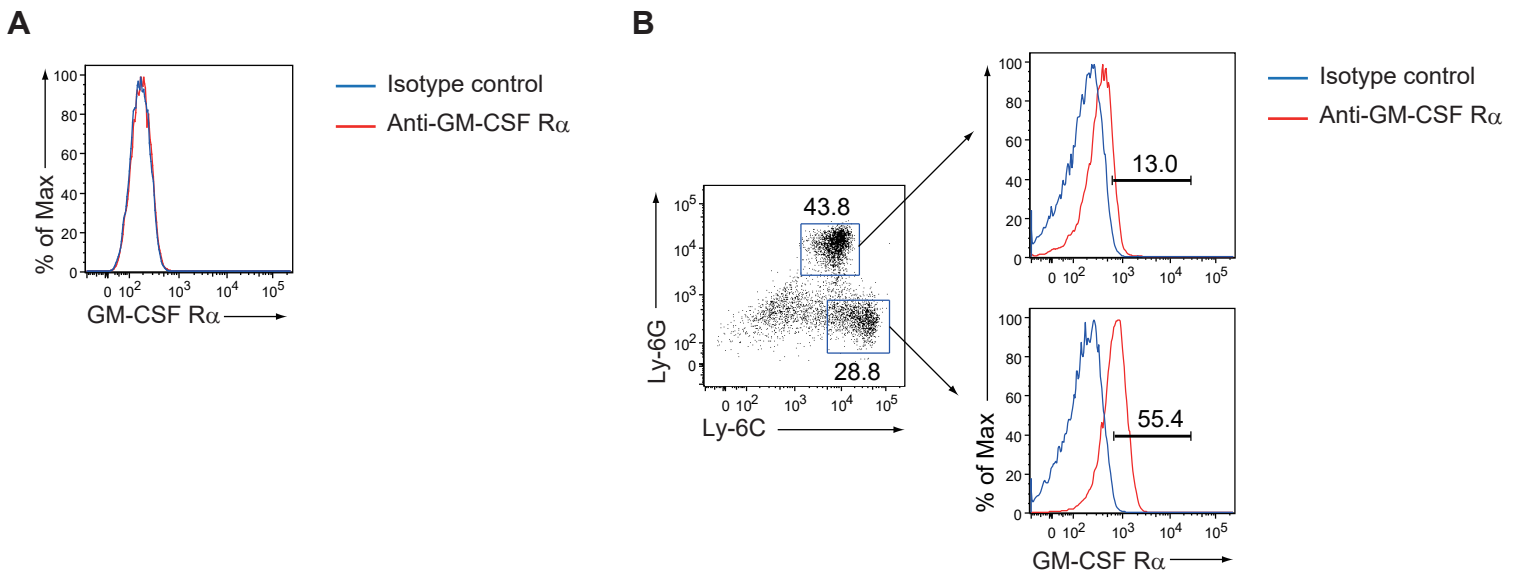 A
% of Max
100
80
60
40
20
0
0 10² 10³ 10⁴ 10⁵
GM-CSF Rα
Isotype control
Anti-GM-CSF Rα
B
Ly-6G
10⁵
10⁴
10³
10²
0
43.8
28.8
0 10² 10³ 10⁴ 10⁵
Ly-6C
% of Max
100
80
60
40
20
0
13.0
0 10² 10³ 10⁴ 10⁵
100
80
60
40
20
0
55.4
0 10² 10³ 10⁴ 10⁵
GM-CSF Rα
Isotype control
Anti-GM-CSF Rα